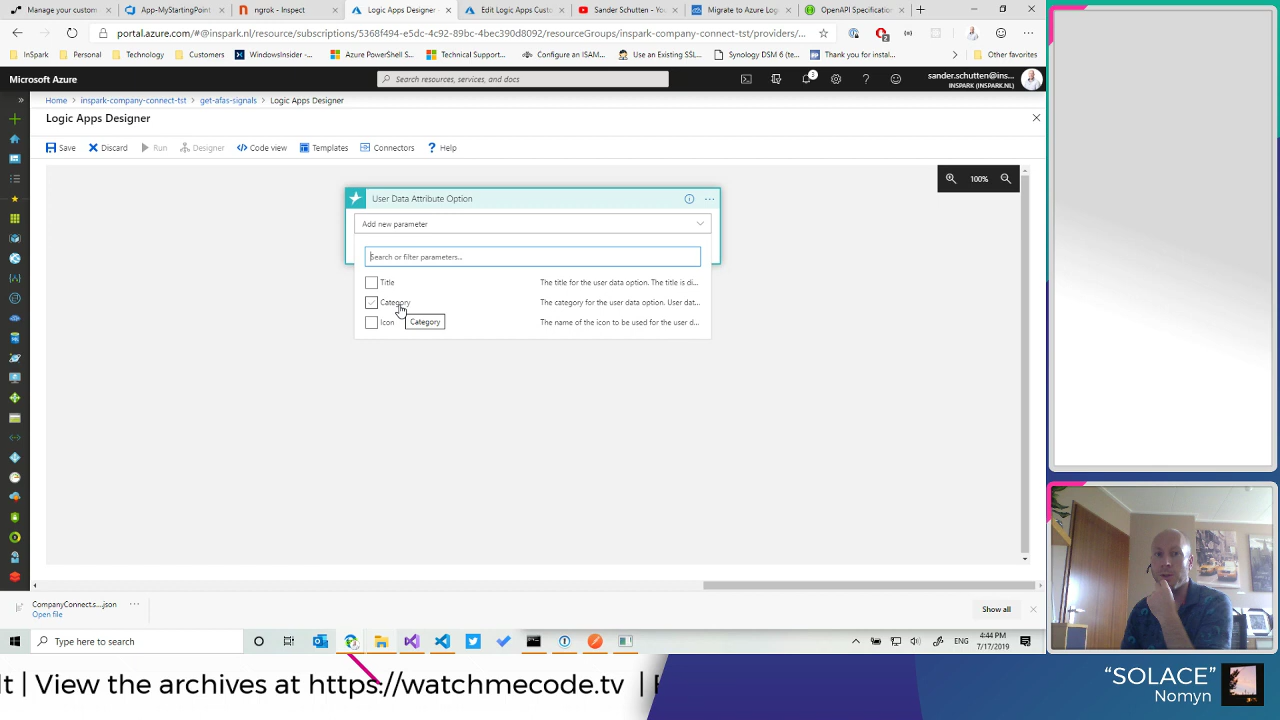 Manage your custom
App-MyStartingPoint
ngrok - Inspect
Logic Apps Designer
Edit Logic Apps Custo
Sander Schutten - You
Migrate to Azure Logi
OpenAPI Specification
portal.azure.com/#@inspark.nl/resource/subscriptions/5368f494-e5dc-4c92-89bc-4bec390d8092/resourceGroups/inspark-company-connect-tst/providers/...
InSpark
Personal
Technology
Customers
WindowsInsider -
Azure PowerShell S...
Technical Support
Configure an ISAM...
Use an Existing SSL...
Synology DSM 6 (te...
Thank you for instal...
Other favorites
Microsoft Azure
Search resources, services, and docs
3
sander.schutten@ins...
INSPARK (INSPARK.NL)
Home > inspark-company-connect-tst > get-afas-signals > Logic Apps Designer
Logic Apps Designer
Save
Discard
Run
Designer
Code view
Templates
Connectors
Help
100%
User Data Attribute Option
Add new parameter
Search or filter parameters...
Title The title for the user data option. The title is di...
Category The category for the user data option. User dat...
Icon The name of the icon to be used for the user d...
Category
CompanyConnect.s....json
Open file
Show all
Type here to search
ENG
4:44 PM
7/17/2019
lt | View the archives at https://watchmecode.tv |
"SOLACE"
Nomyn